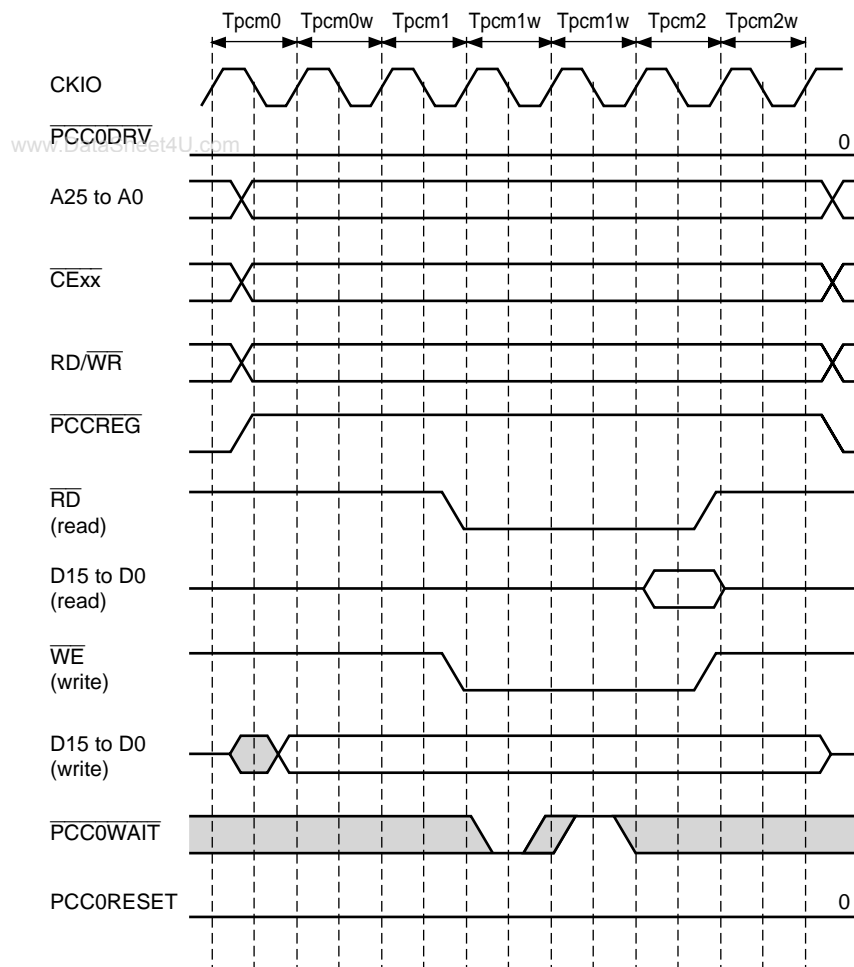 Tpcm0 Tpcm0w Tpcm1 Tpcm1w Tpcm1w Tpcm2 Tpcm2w
CKIO
PCC0DRV
www.DataSheet4U.com
0
A25 to A0
CExx
RD/WR
PCCREG
RD
(read)
D15 to D0
(read)
WE
(write)
D15 to D0
(write)
PCC0WAIT
PCC0RESET
0